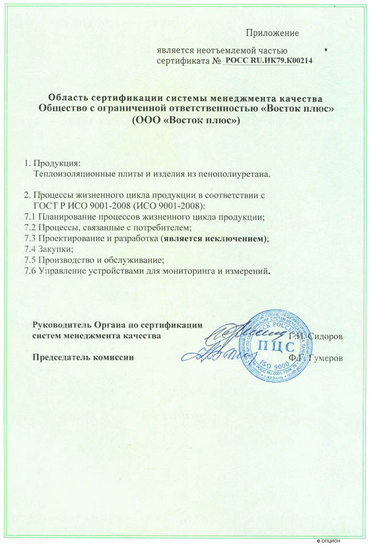 Приложение
является неотъемлемой частью
сертификата № РОСС RU.ИК79.К00214
Область сертификации системы менеджмента качества
Общество с ограниченной ответственностью «Восток плюс»
(ООО «Восток плюс»)
1. Продукция:
Теплоизоляционные плиты и изделия из пенополиуретана.
2. Процессы жизненного цикла продукции в соответствии с
ГОСТ Р ИСО 9001-2008 (ИСО 9001-2008):
7.1 Планирование процессов жизненного цикла продукции;
7.2 Процессы, связанные с потребителем;
7.3 Проектирование и разработка (является исключением);
7.4 Закупки;
7.5 Производство и обслуживание;
7.6 Управление устройствами для мониторинга и измерений.
Руководитель Органа по сертификации
систем менеджмента качества
Г.И. Сидоров
Председатель комиссии
Ф.Г. Гумеров
ПЦС
ISO 9000
ОПЦИОН